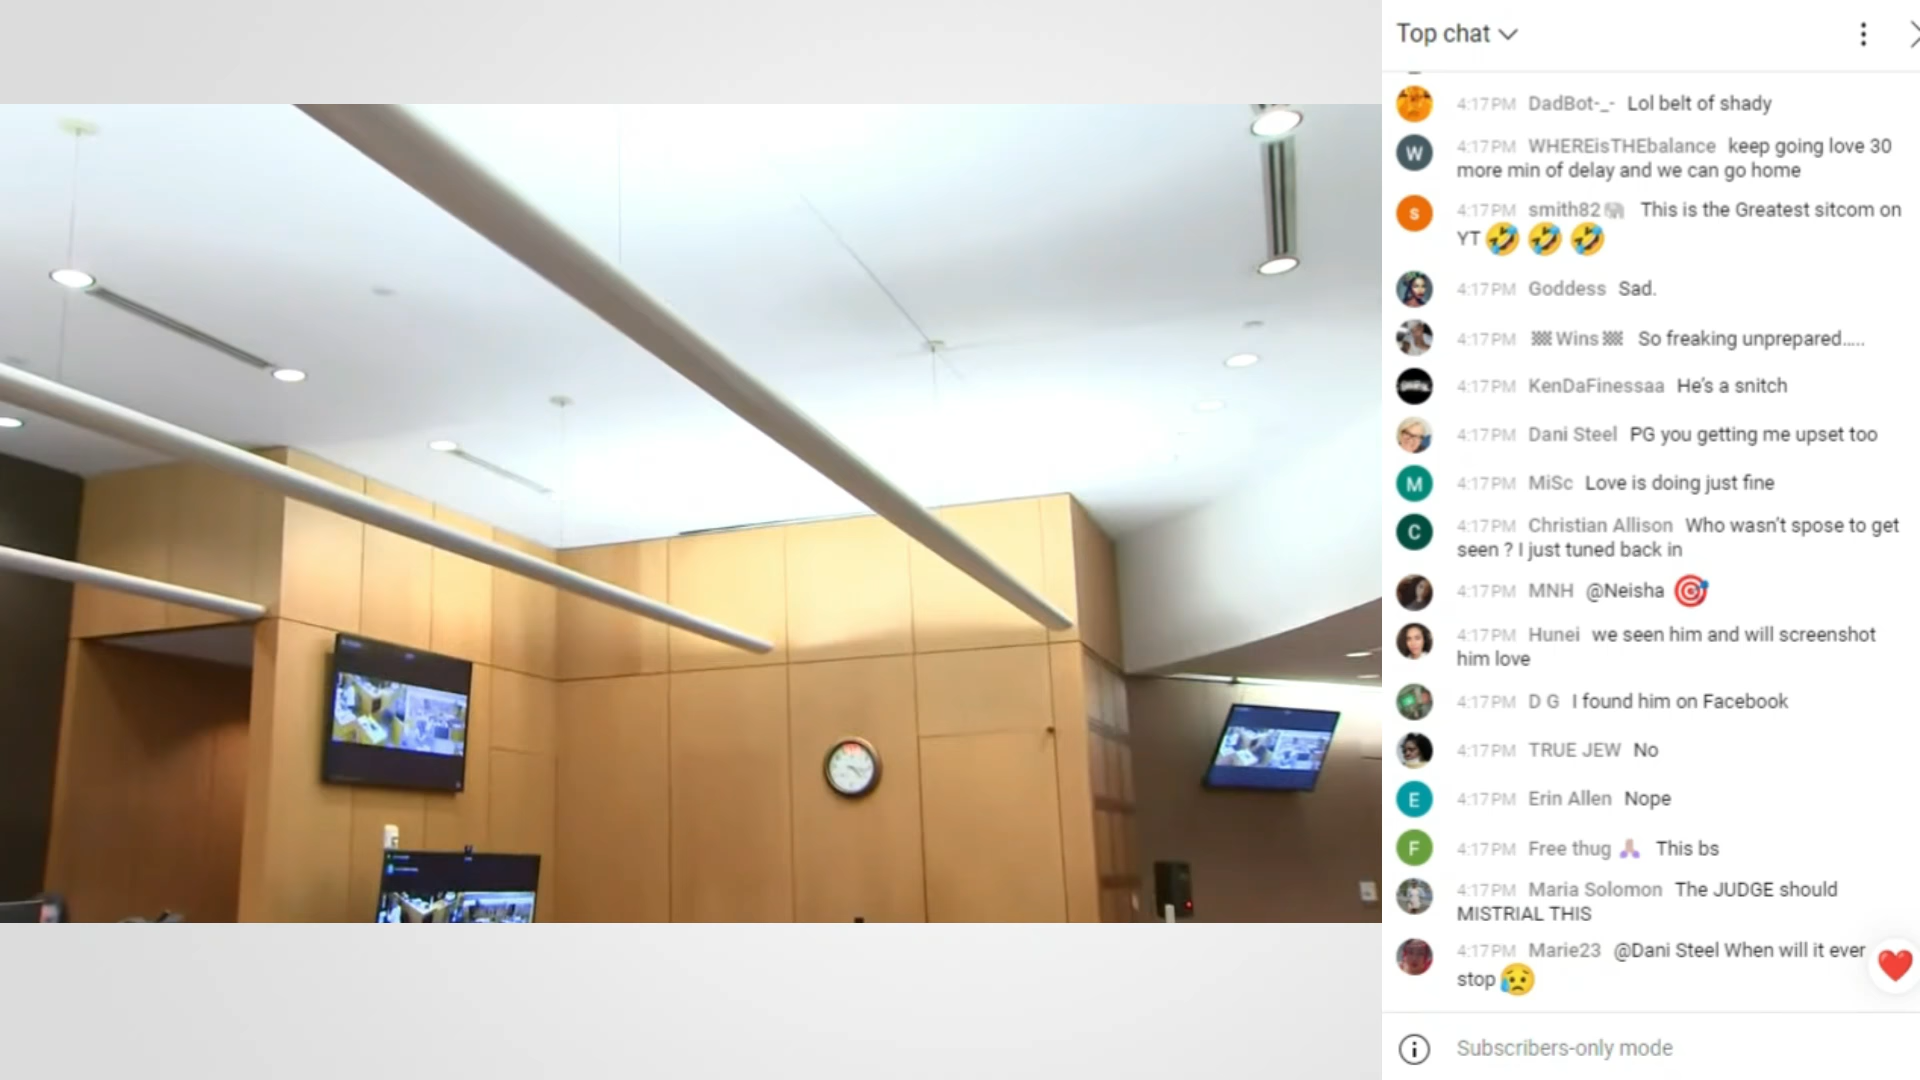 Top chat
4:17 PM DadBot-_- Lol belt of shady
4:17 PM WHEREisTHEbalance keep going love 30
more min of delay and we can go home
4:17 PM smith82🐘 This is the Greatest sitcom on
YT 🤣 🤣 🤣
4:17 PM Goddess Sad.
4:17 PM 🏁Wins🏁 So freaking unprepared.....
4:17 PM KenDaFinessaa He's a snitch
4:17 PM Dani Steel PG you getting me upset too
4:17 PM MiSc Love is doing just fine
4:17 PM Christian Allison Who wasn't spose to get
seen ? I just tuned back in
4:17 PM MNH @Neisha 🎯
4:17 PM Hunei we seen him and will screenshot
him love
4:17 PM D G I found him on Facebook
4:17 PM TRUE JEW No
4:17 PM Erin Allen Nope
4:17 PM Free thug 🙏🏽 This bs
4:17 PM Maria Solomon The JUDGE should
MISTRIAL THIS
4:17 PM Marie23 @Dani Steel When will it ever
stop 😥
Subscribers-only mode